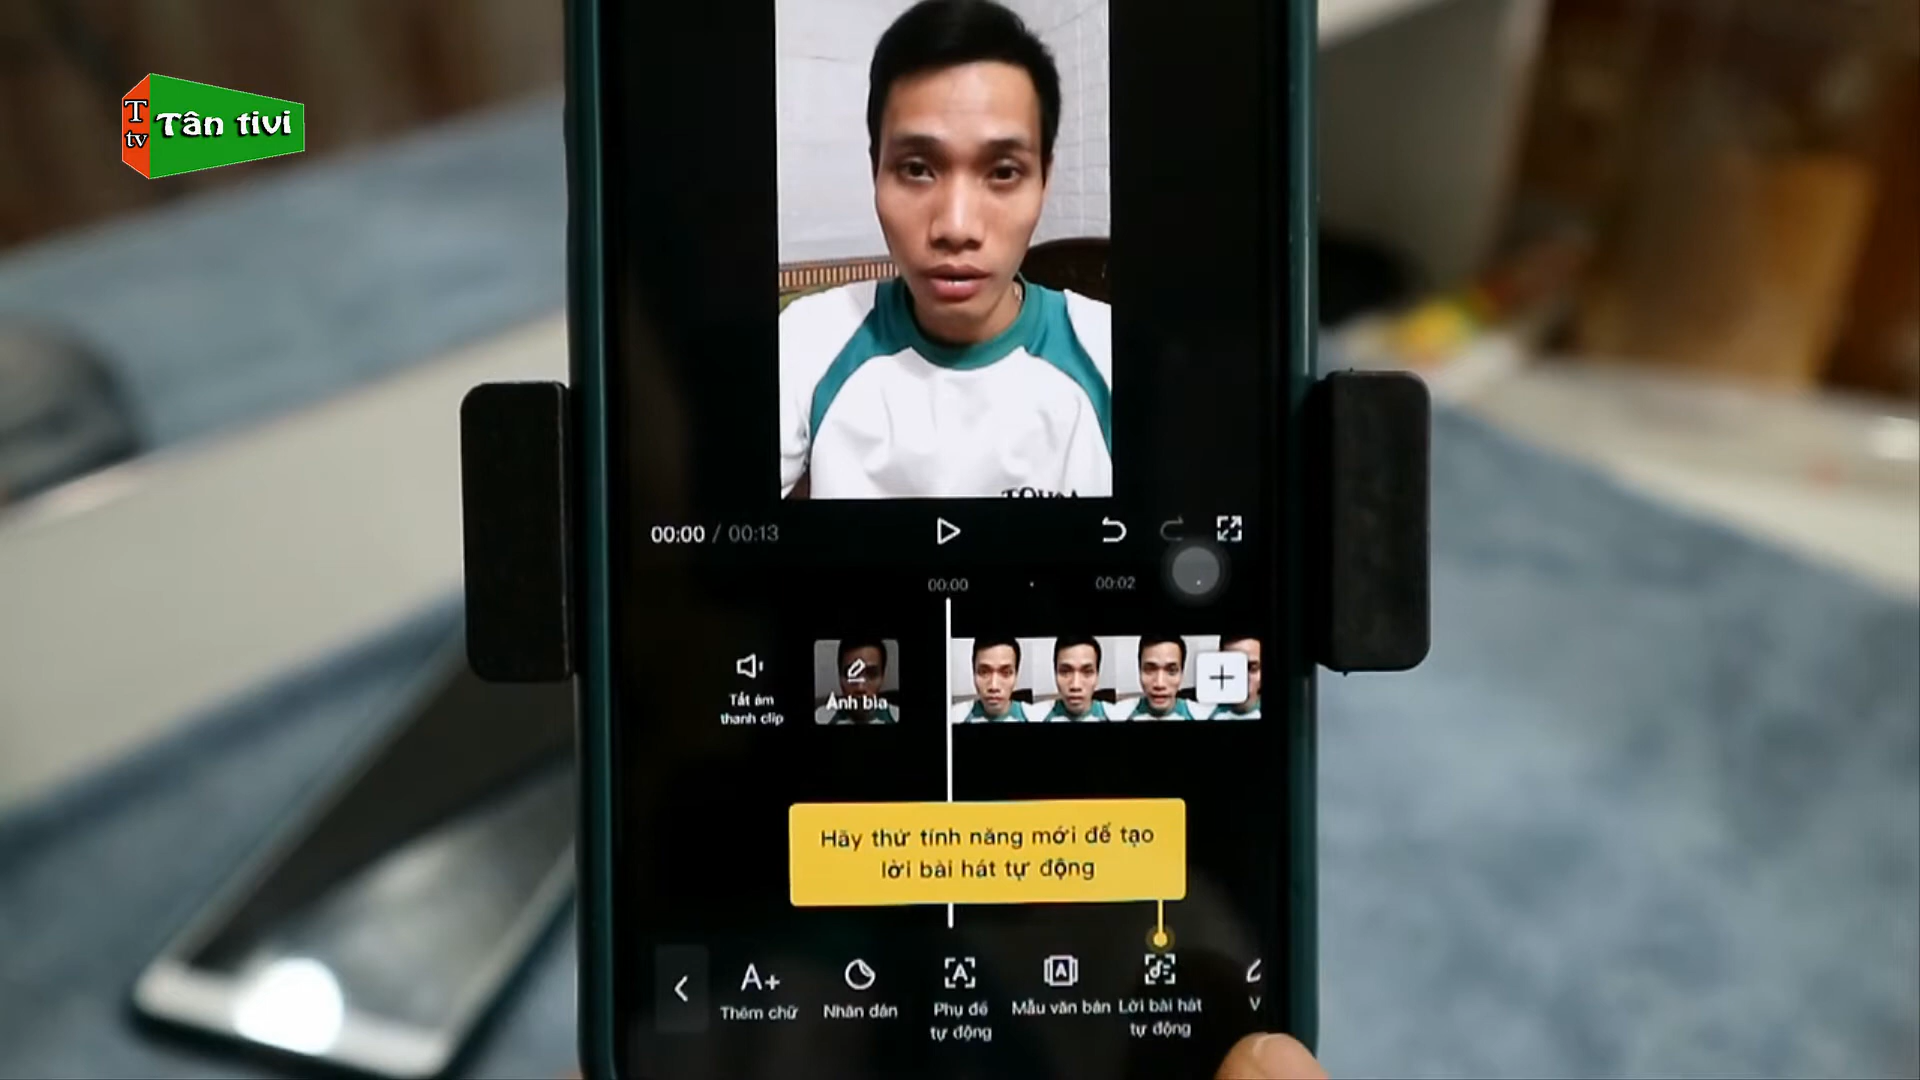 T
tv
Tân tivi
00:00 / 00:13
00:00
00:02
Tắt âm
thanh clip
Ảnh bìa
Hãy thử tính năng mới để tạo
lời bài hát tự động
A+
Thêm chữ
Nhãn dán
Phụ đề
tự động
Mẫu văn bản
Lời bài hát
tự động
V